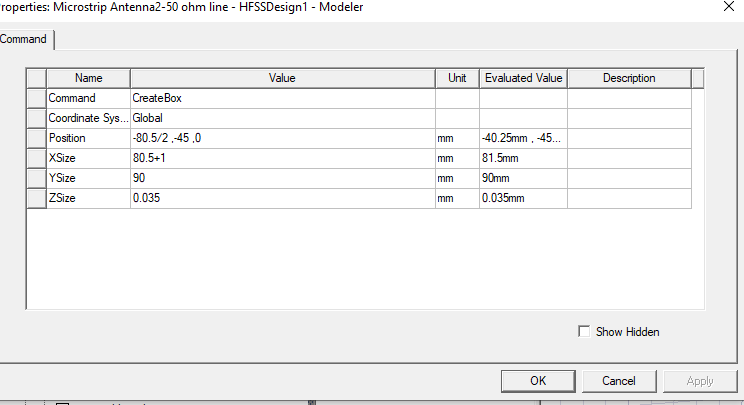 roperties: Microstrip Antenna2-50 ohm line - HFSSDesign1 - Modeler
Command
Name Value Unit Evaluated Value Description
Command CreateBox
Coordinate Sys... Global
Position -80.5/2 ,-45 ,0 mm -40.25mm , -45...
XSize 80.5+1 mm 81.5mm
YSize 90 mm 90mm
ZSize 0.035 mm 0.035mm
Show Hidden
OK Cancel Apply